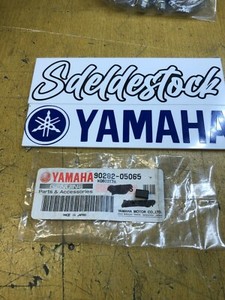 Sdeldestock
YAMAHA
YAMAHA
90282-05065
Parts & Accessories
MADE IN JAPAN
YAMAHA MOTOR CO., LTD.